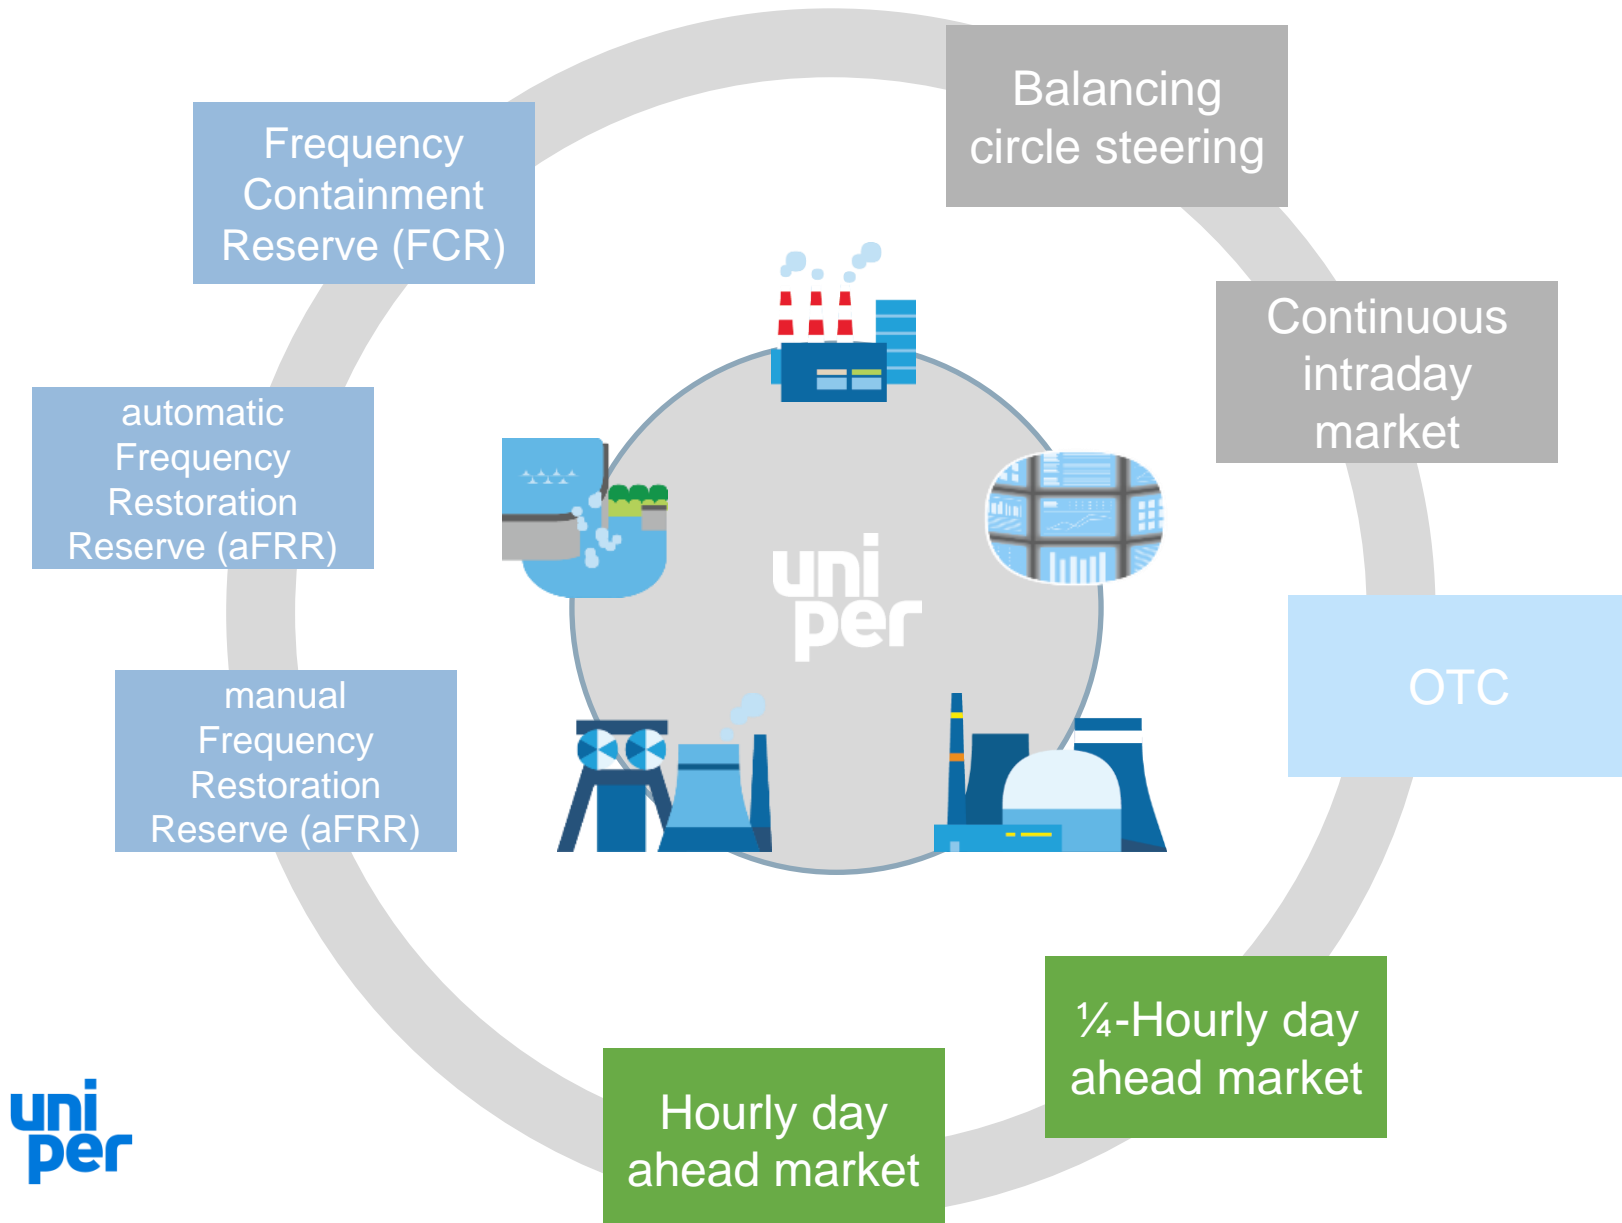 Balancing
circle steering
Frequency
Containment
Reserve (FCR)
Continuous
intraday
market
automatic
Frequency
Restoration
Reserve (aFRR)
uni
per
OTC
manual
Frequency
Restoration
Reserve (aFRR)
¼-Hourly day
ahead market
Hourly day
ahead market
uni
per